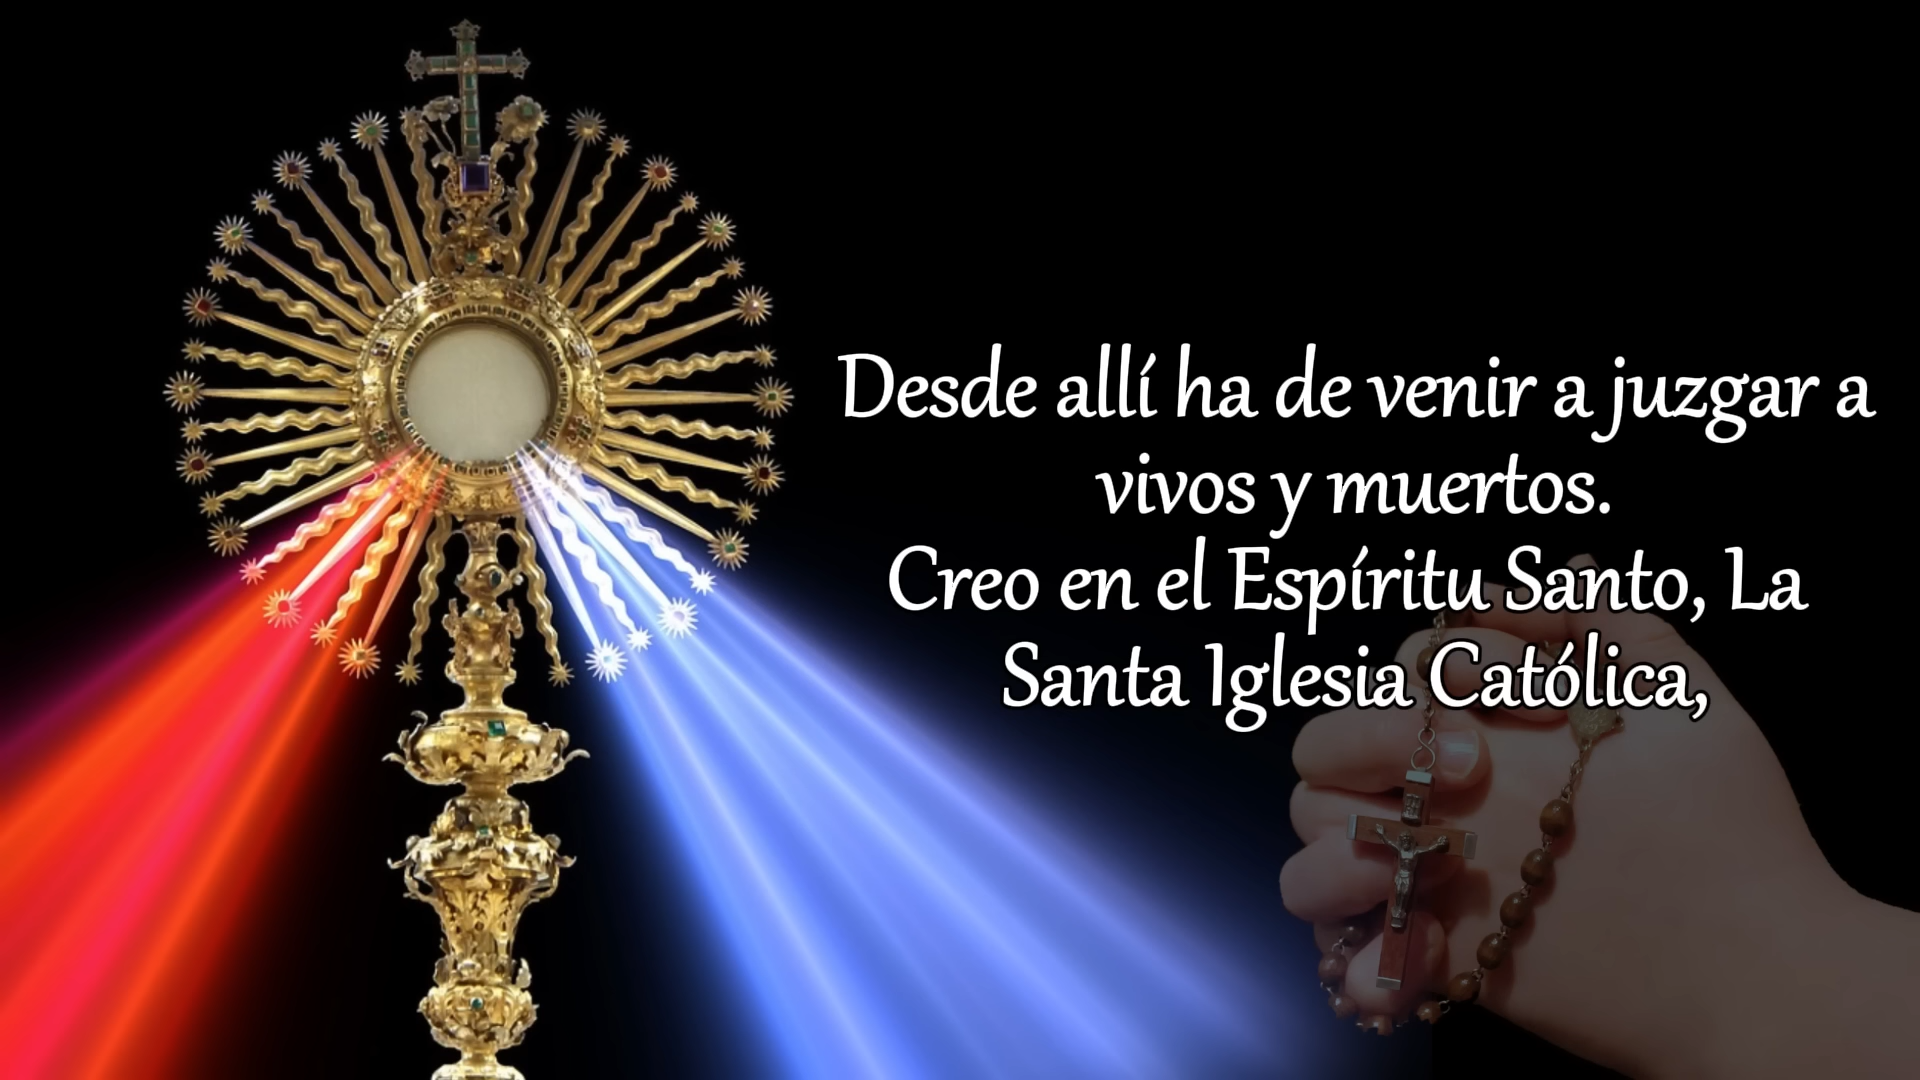 Desde allí ha de venir a juzgar a
vivos y muertos.
Creo en el Espíritu Santo, La
Santa Iglesia Católica,